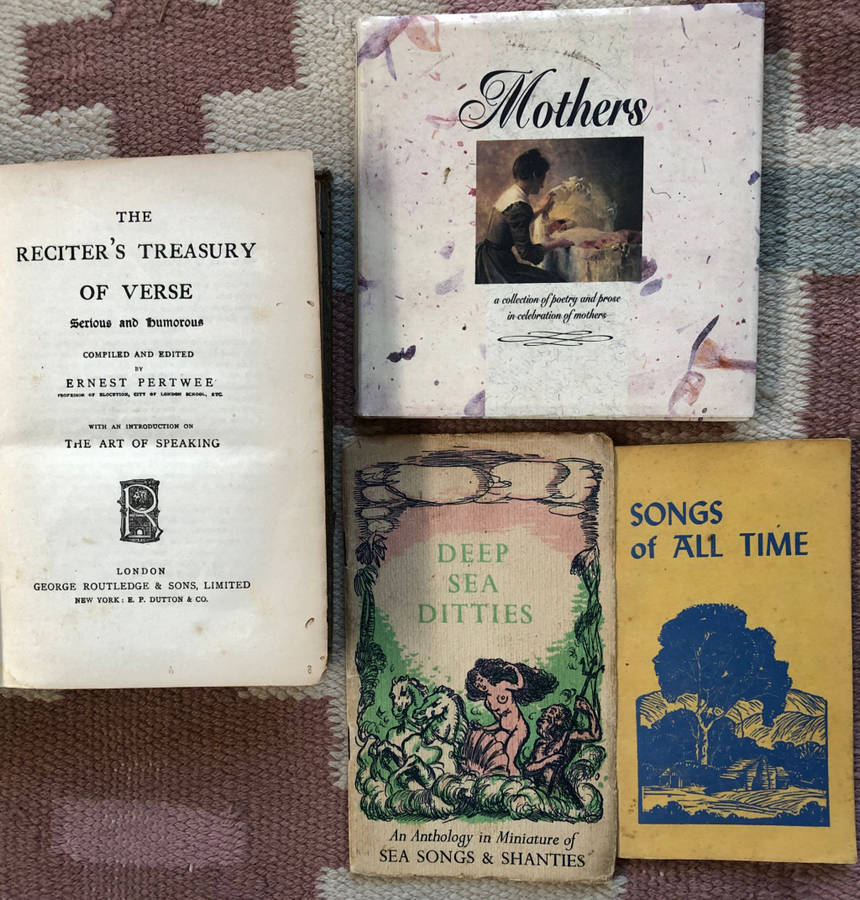 THE
RECITER'S TREASURY
OF VERSE
Serious and Humorous
COMPILED AND EDITED
BY
ERNEST PERTWEE
PROFESSOR OF ELOCUTION, CITY OF LONDON SCHOOL, ETC.
WITH AN INTRODUCTION ON
THE ART OF SPEAKING
R
LONDON
GEORGE ROUTLEDGE & SONS, LIMITED
NEW YORK: E. P. DUTTON & CO.
Mothers
a collection of poetry and prose
in celebration of mothers
DEEP
SEA
DITTIES
An Anthology in Miniature of
SEA SONGS & SHANTIES
SONGS
of ALL TIME